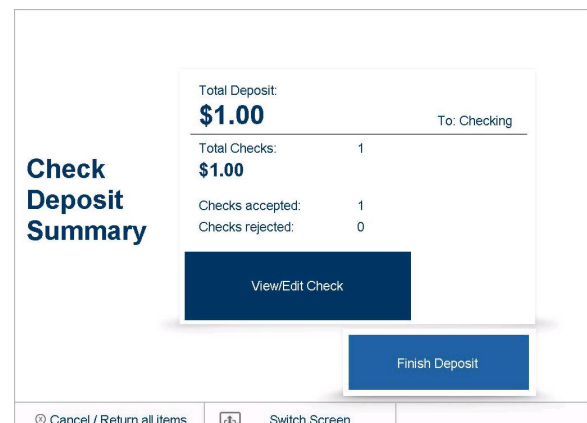 Total Deposit:
$1.00
To: Checking
Total Checks: 1
$1.00
Check
Deposit
Summary
Checks accepted: 1
Checks rejected: 0
View/Edit Check
Finish Deposit
Cancel / Return all items
Switch Screen